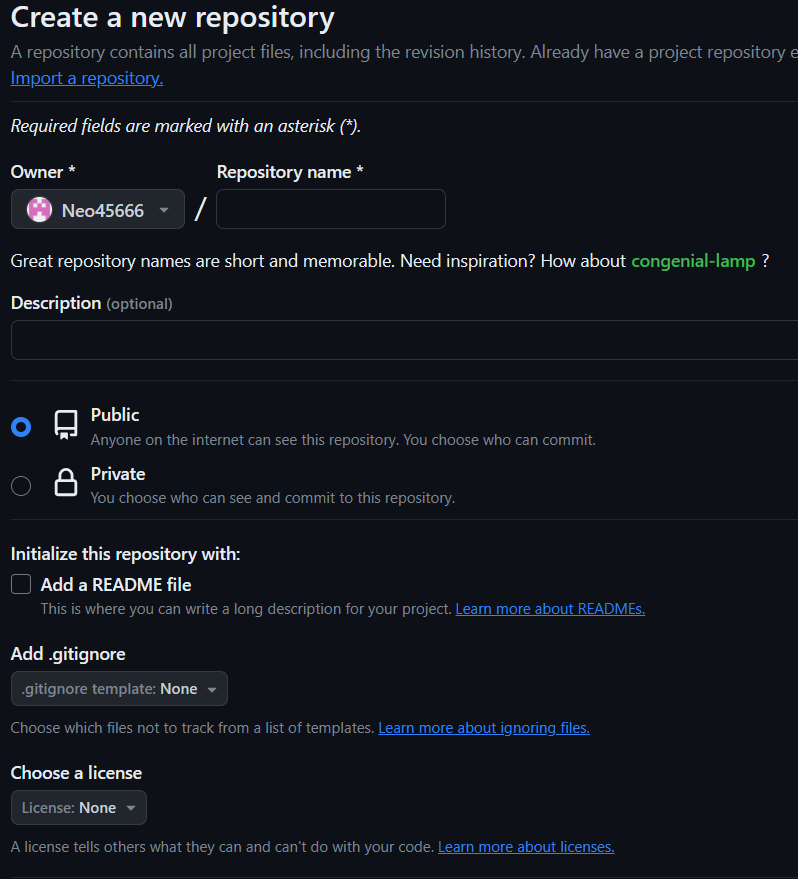 Create a new repository
A repository contains all project files, including the revision history. Already have a project repository e
Import a repository.
Required fields are marked with an asterisk (*).
Owner *
Repository name *
Neo45666
/
Great repository names are short and memorable. Need inspiration? How about congenial-lamp ?
Description (optional)
Public
Anyone on the internet can see this repository. You choose who can commit.
Private
You choose who can see and commit to this repository.
Initialize this repository with:
Add a README file
This is where you can write a long description for your project. Learn more about READMEs.
Add .gitignore
.gitignore template: None
Choose which files not to track from a list of templates. Learn more about ignoring files.
Choose a license
License: None
A license tells others what they can and can't do with your code. Learn more about licenses.